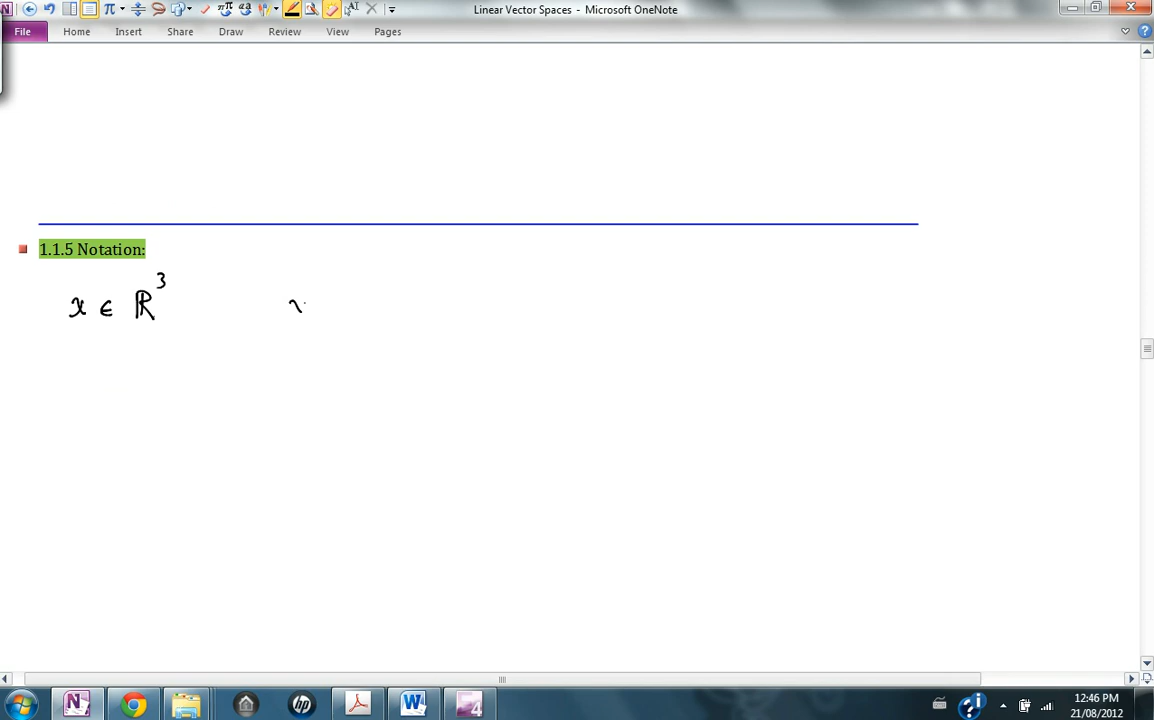 Linear Vector Spaces - Microsoft OneNote
File Home Insert Share Draw Review View Pages
1.1.5 Notation:
x ∈ ℝ³
12:46 PM
21/08/2012